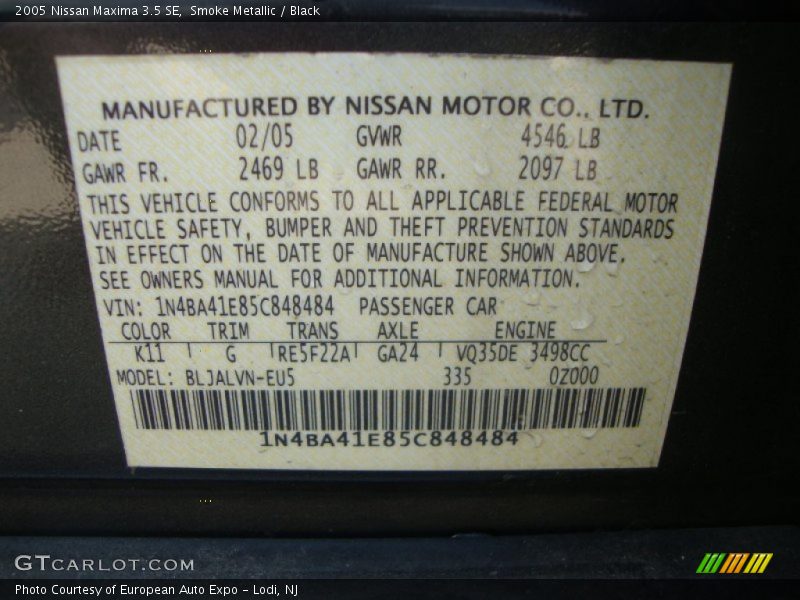 2005 Nissan Maxima 3.5 SE, Smoke Metallic / Black
MANUFACTURED BY NISSAN MOTOR CO., LTD.
DATE 02/05 GVWR 4546 LB
GAWR FR. 2469 LB GAWR RR. 2097 LB
THIS VEHICLE CONFORMS TO ALL APPLICABLE FEDERAL MOTOR
VEHICLE SAFETY, BUMPER AND THEFT PREVENTION STANDARDS
IN EFFECT ON THE DATE OF MANUFACTURE SHOWN ABOVE.
SEE OWNERS MANUAL FOR ADDITIONAL INFORMATION.
VIN: 1N4BA41E85C848484 PASSENGER CAR
COLOR TRIM TRANS AXLE ENGINE
K11 G RE5F22A GA24 VQ35DE 3498CC
MODEL: BLJALVN-EU5 335 0Z000
1N4BA41E85C848484
GTCARLOT.COM
Photo Courtesy of European Auto Expo - Lodi, NJ